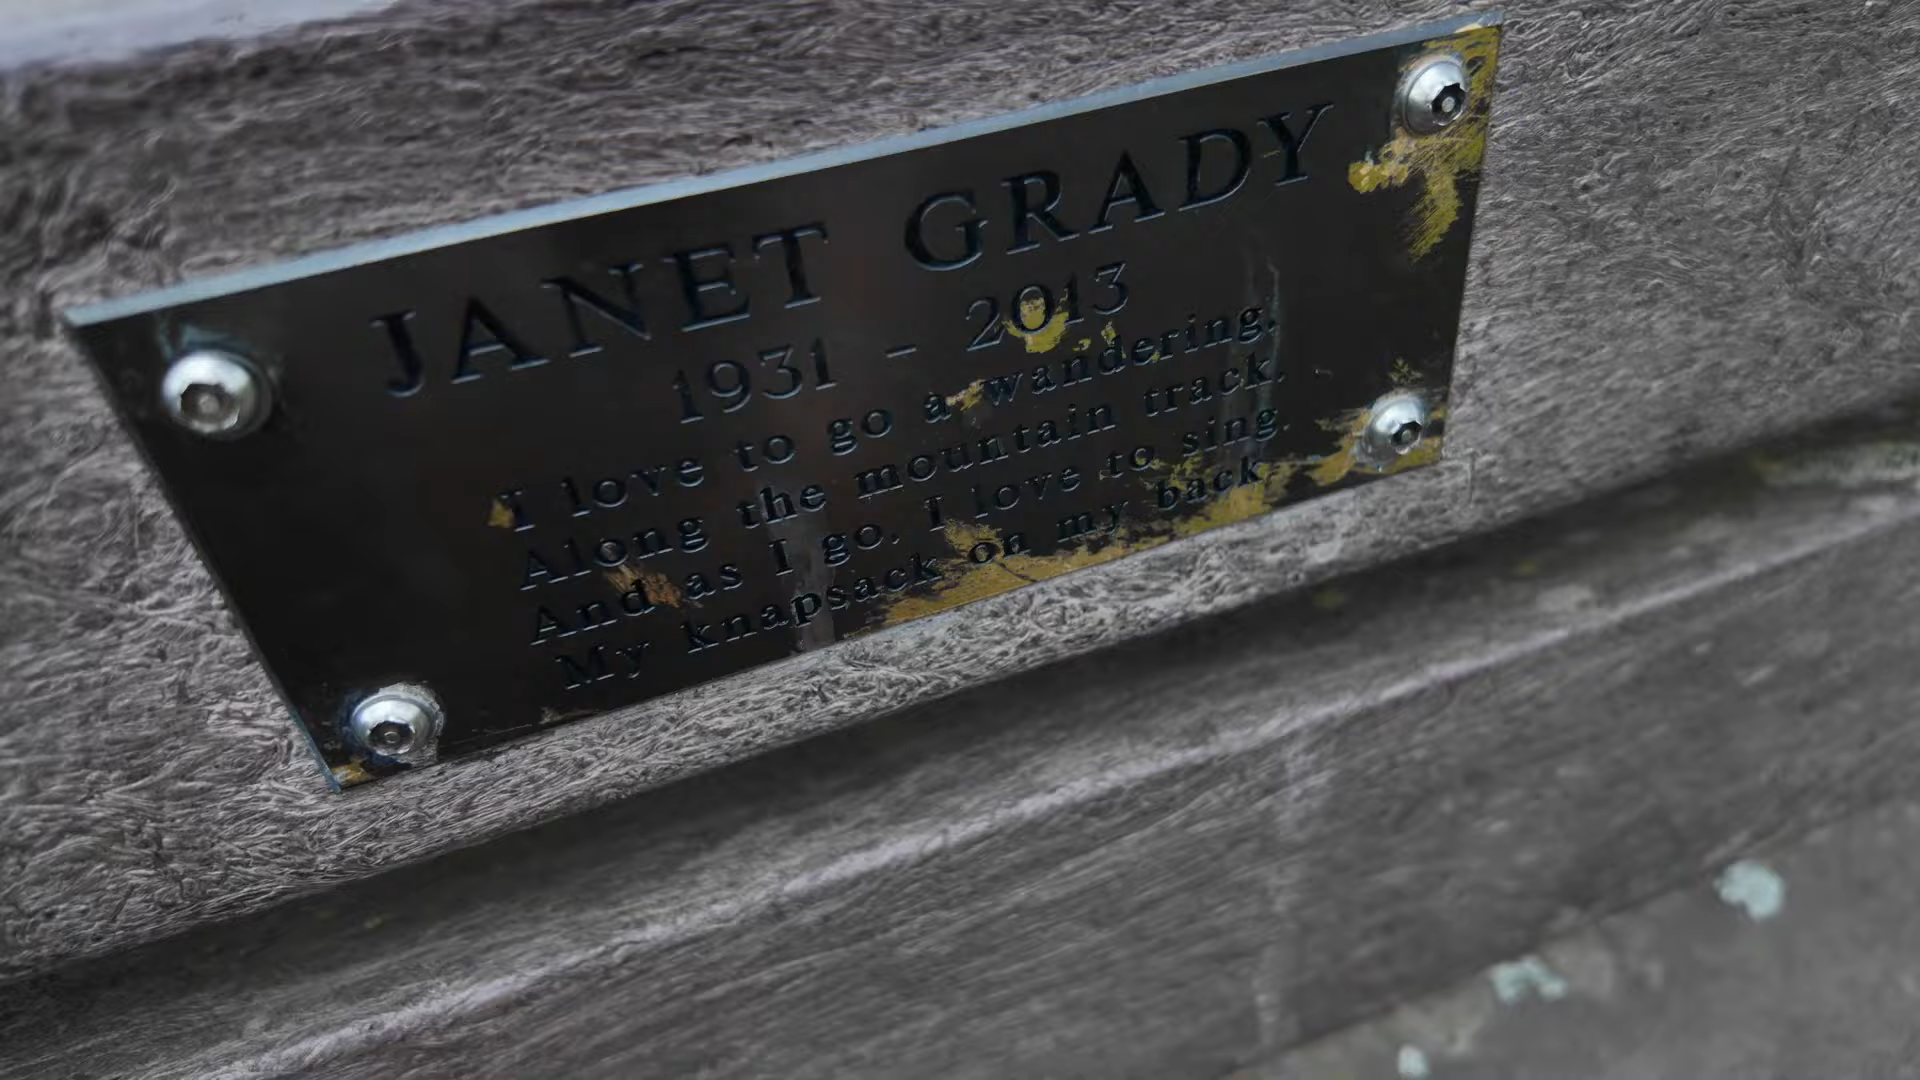 JANET GRADY
1931 - 2013
I love to go a wandering,
Along the mountain track.
And as I go, I love to sing.
My knapsack on my back